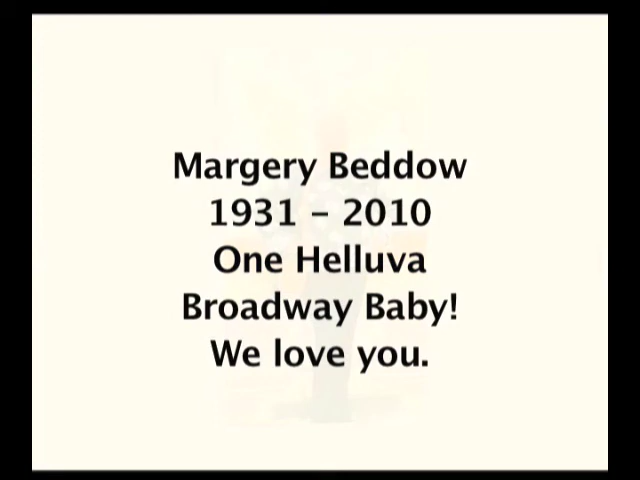 Margery Beddow
1931 – 2010
One Helluva
Broadway Baby!
We love you.